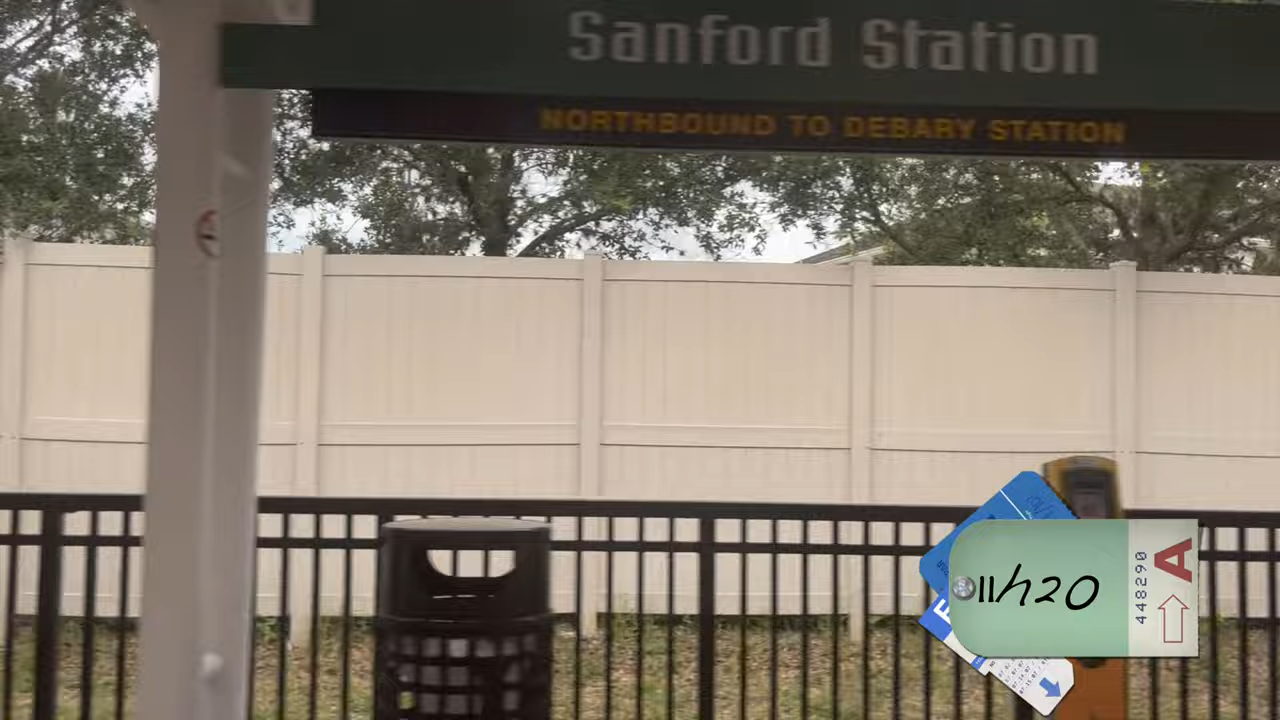 Sanford Station
NORTHBOUND TO DEBARY STATION
11h20
448290
A